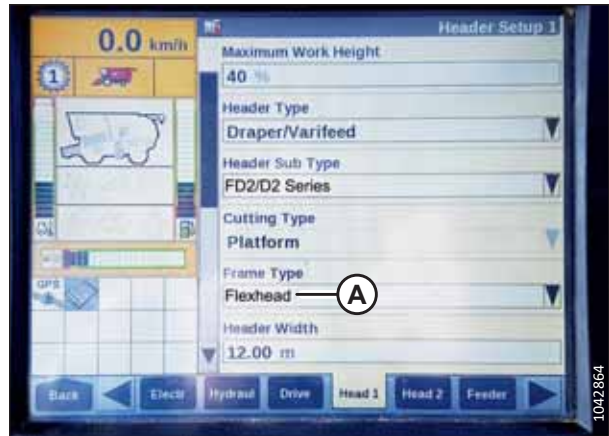 0.0 km/h
Header Setup 1
Maximum Work Height
40 %
1
Header Type
Draper/Varifeed
Header Sub Type
FD2/D2 Series
Cutting Type
Platform
Frame Type
Flexhead
A
GPS
Header Width
12.00 m
Back
Electr
Hydraul
Drive
Head 1
Head 2
Feeder
1042864